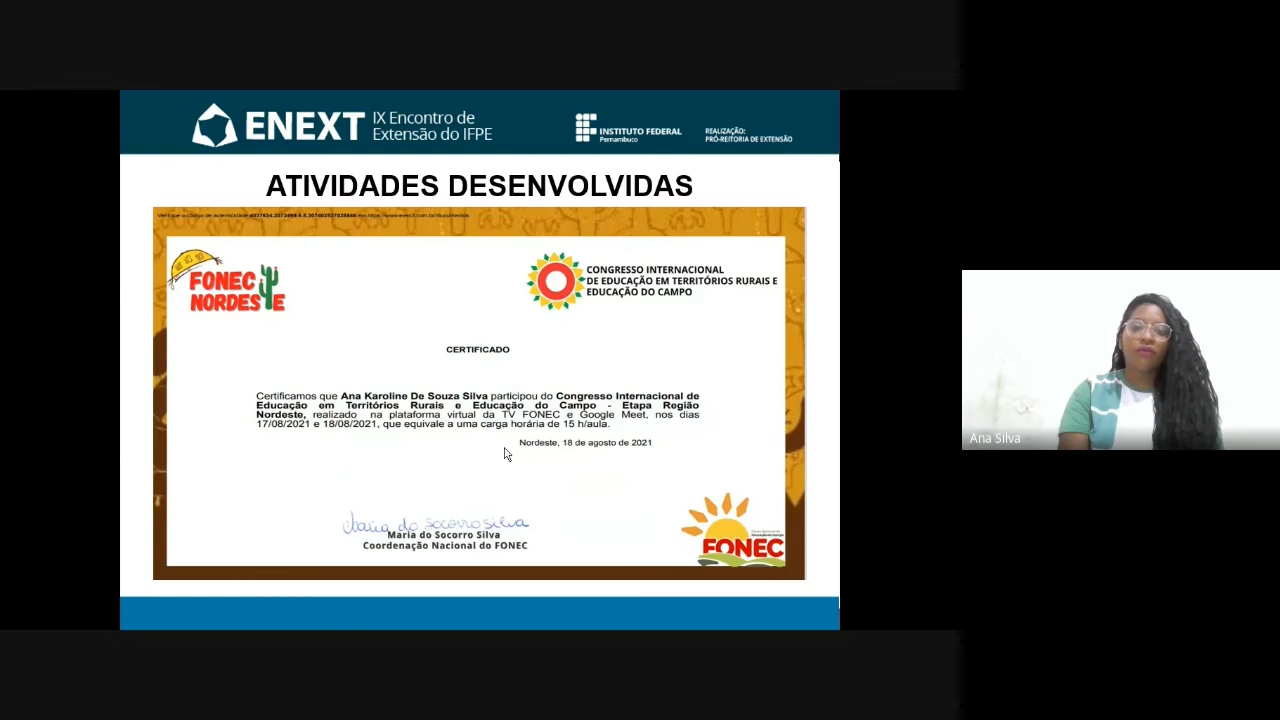 ENEXT
IX Encontro de
Extensão do IFPE
INSTITUTO FEDERAL
Pernambuco
REALIZAÇÃO:
PRÓ-REITORIA DE EXTENSÃO
ATIVIDADES DESENVOLVIDAS
FONEC
NORDESTE
CONGRESSO INTERNACIONAL
DE EDUCAÇÃO EM TERRITÓRIOS RURAIS E
EDUCAÇÃO DO CAMPO
CERTIFICADO
Certificamos que Ana Karoline De Souza Silva participou do Congresso Internacional de
Educação em Territórios Rurais e Educação do Campo - Etapa Região
Nordeste, realizado na plataforma virtual da TV FONEC e Google Meet, nos dias
17/08/2021 e 18/08/2021, que equivale a uma carga horária de 15 h/aula.
Nordeste, 18 de agosto de 2021
Maria do Socorro Silva
Maria do Socorro Silva
Coordenação Nacional do FONEC
FONEC
Ana Silva